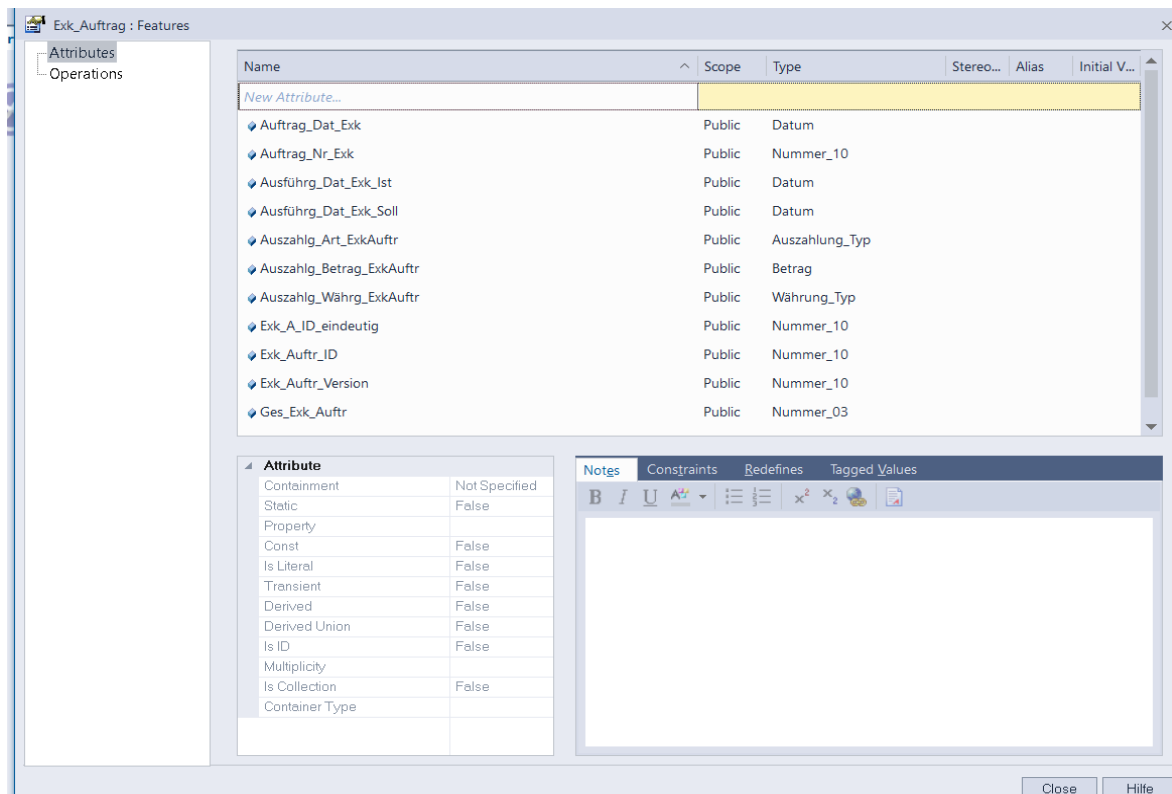 Exk_Auftrag : Features
Attributes
Operations
Name Scope Type Stereo... Alias Initial V...
New Attribute...
Auftrag_Dat_Exk Public Datum
Auftrag_Nr_Exk Public Nummer_10
Ausführg_Dat_Exk_Ist Public Datum
Ausführg_Dat_Exk_Soll Public Datum
Auszahlg_Art_ExkAuftr Public Auszahlung_Typ
Auszahlg_Betrag_ExkAuftr Public Betrag
Auszahlg_Währg_ExkAuftr Public Währung_Typ
Exk_A_ID_eindeutig Public Nummer_10
Exk_Auftr_ID Public Nummer_10
Exk_Auftr_Version Public Nummer_10
Ges_Exk_Auftr Public Nummer_03
Attribute
Containment Not Specified
Static False
Property
Const False
Is Literal False
Transient False
Derived False
Derived Union False
Is ID False
Multiplicity
Is Collection False
Container Type
Notes Constraints Redefines Tagged Values
B I U A x² x₂
Close Hilfe